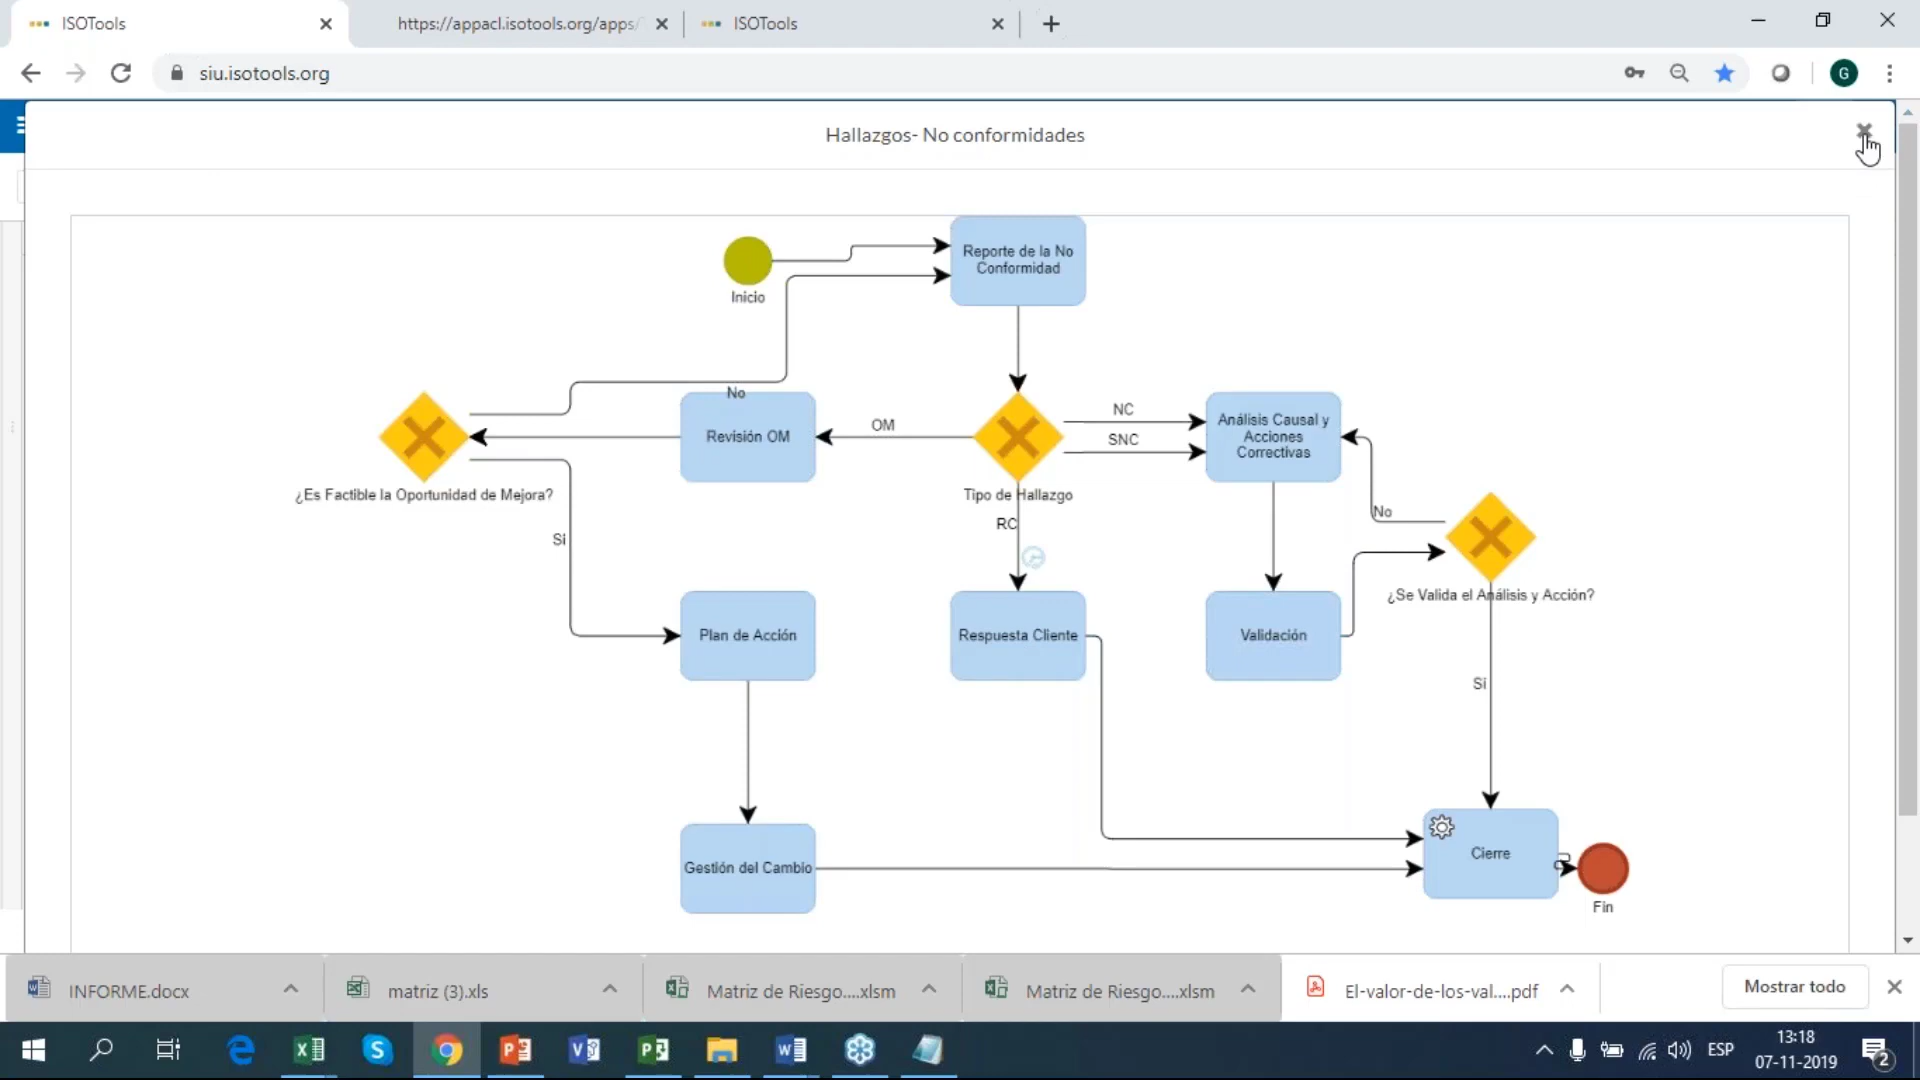 ISOTools
https://appacl.isotools.org/apps/
ISOTools
siu.isotools.org
G
Hallazgos- No conformidades
Inicio
Reporte de la No
Conformidad
No
Revisión OM
OM
NC
SNC
Análisis Causal y
Acciones
Correctivas
¿Es Factible la Oportunidad de Mejora?
Tipo de Hallazgo
No
RC
Si
¿Se Valida el Análisis y Acción?
Plan de Acción
Respuesta Cliente
Validación
Si
Gestión del Cambio
Cierre
Fin
INFORME.docx
matriz (3).xls
Matriz de Riesgo....xlsm
Matriz de Riesgo....xlsm
El-valor-de-los-val....pdf
Mostrar todo
ESP
13:18
07-11-2019
2